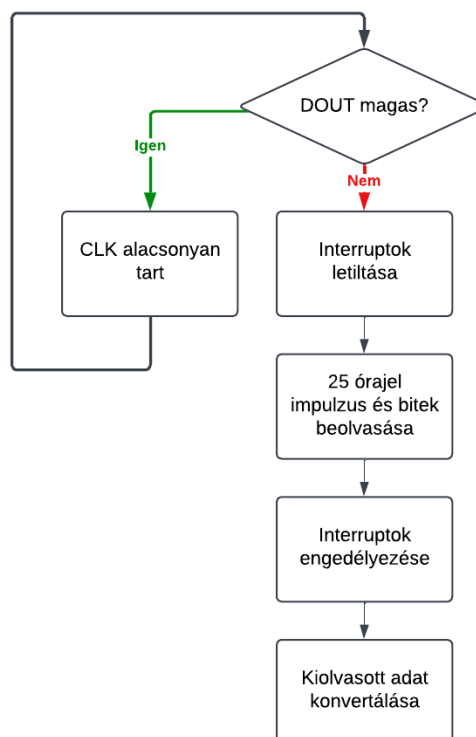 DOUT magas?
Igen
Nem
CLK alacsonyan
tart
Interruptok
letiltása
25 órajel
impulzus és bitek
beolvasása
Interruptok
engedélyezése
Kiolvasott adat
konvertálása